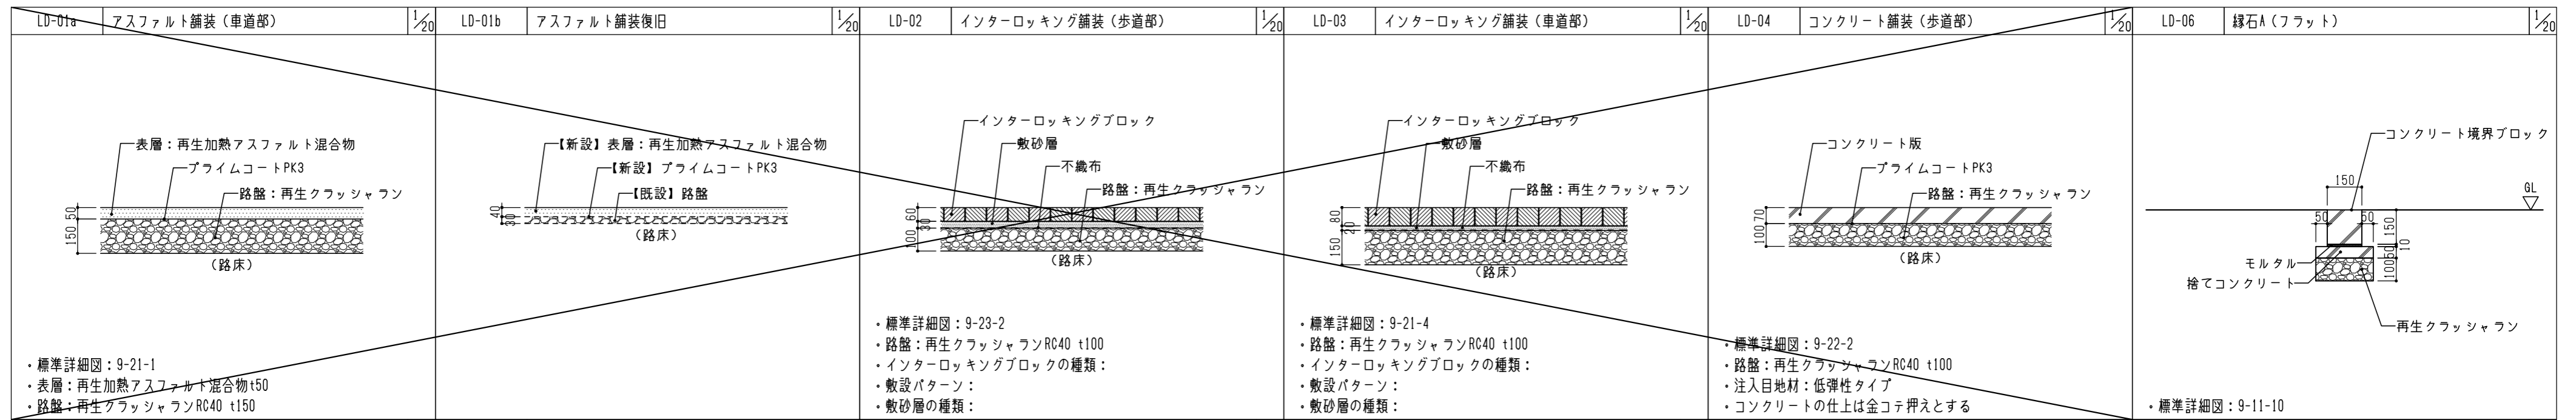 LD-01a アスファルト舗装（車道部） 1/20
表層：再生加熱アスファルト混合物
プライムコートPK3
路盤：再生クラッシャラン
50
150
（路床）
・標準詳細図：9-21-1
・表層：再生加熱アスファルト混合物t50
・路盤：再生クラッシャランRC40 t150
LD-01b アスファルト舗装復旧 1/20
【新設】表層：再生加熱アスファルト混合物
【新設】プライムコートPK3
【既設】路盤
40
30
（路床）
LD-02 インターロッキング舗装（歩道部） 1/20
インターロッキングブロック
敷砂層
不織布
路盤：再生クラッシャラン
60
30
100
（路床）
・標準詳細図：9-23-2
・路盤：再生クラッシャランRC40 t100
・インターロッキングブロックの種類：
・敷設パターン：
・敷砂層の種類：
LD-03 インターロッキング舗装（車道部） 1/20
インターロッキングブロック
敷砂層
不織布
路盤：再生クラッシャラン
80
20
150
（路床）
・標準詳細図：9-21-4
・路盤：再生クラッシャランRC40 t100
・インターロッキングブロックの種類：
・敷設パターン：
・敷砂層の種類：
LD-04 コンクリート舗装（歩道部） 1/20
コンクリート版
プライムコートPK3
路盤：再生クラッシャラン
70
100
（路床）
・標準詳細図：9-22-2
・路盤：再生クラッシャランRC40 t100
・注入目地材：低弾性タイプ
・コンクリートの仕上は金コテ押えとする
LD-06 縁石A（フラット） 1/20
コンクリート境界ブロック
150
GL
50 50
150
10
50
100
モルタル
捨てコンクリート
再生クラッシャラン
・標準詳細図：9-11-10